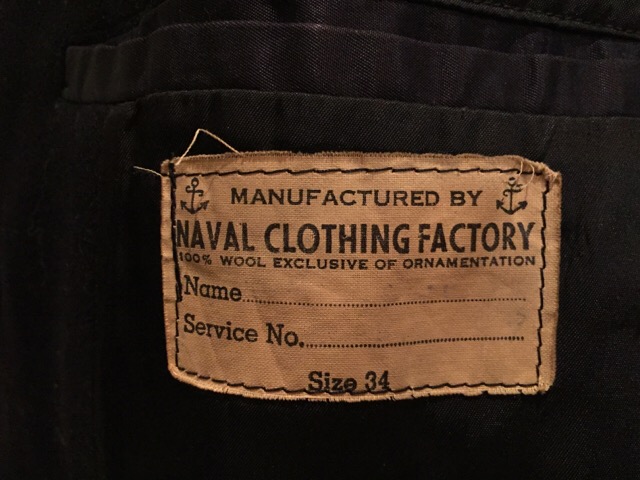 MANUFACTURED BY
NAVAL CLOTHING FACTORY
100% WOOL EXCLUSIVE OF ORNAMENTATION
Name
Service No.
Size 34